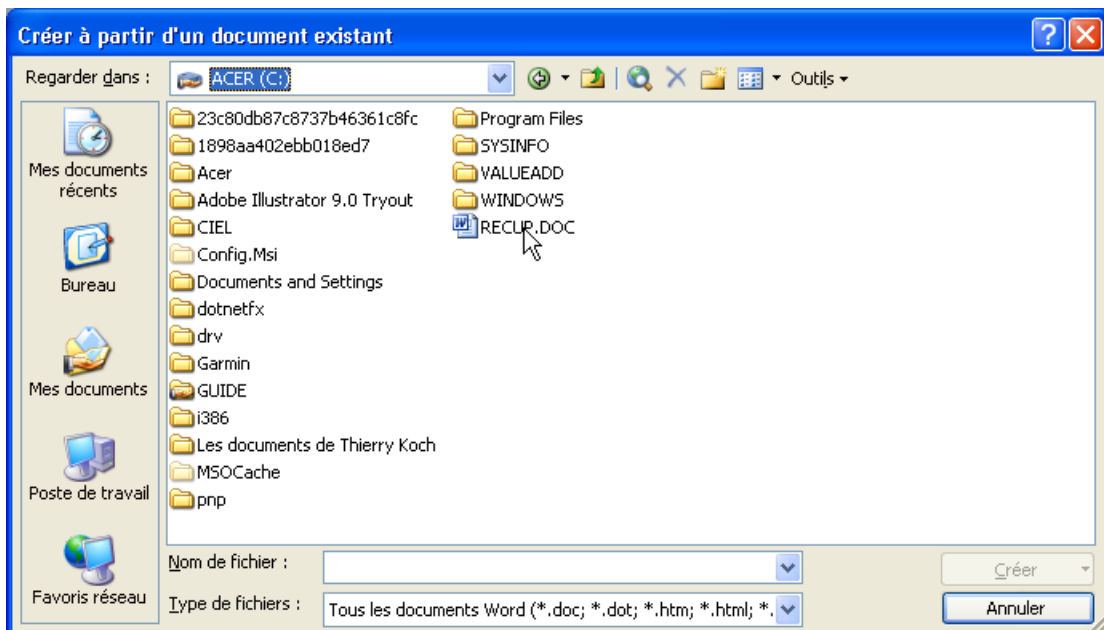 Créer à partir d'un document existant
Regarder dans :
ACER (C:)
Outils
Mes documents
récents
Bureau
Mes documents
Poste de travail
Favoris réseau
23c80db87c8737b46361c8fc
1898aa402ebb018ed7
Acer
Adobe Illustrator 9.0 Tryout
CIEL
Config.Msi
Documents and Settings
dotnetfx
drv
Garmin
GUIDE
i386
Les documents de Thierry Koch
MSOCache
pnp
Program Files
SYSINFO
VALUEADD
WINDOWS
RECUP.DOC
Nom de fichier :
Créer
Type de fichiers :
Tous les documents Word (*.doc; *.dot; *.htm; *.html; *.
Annuler